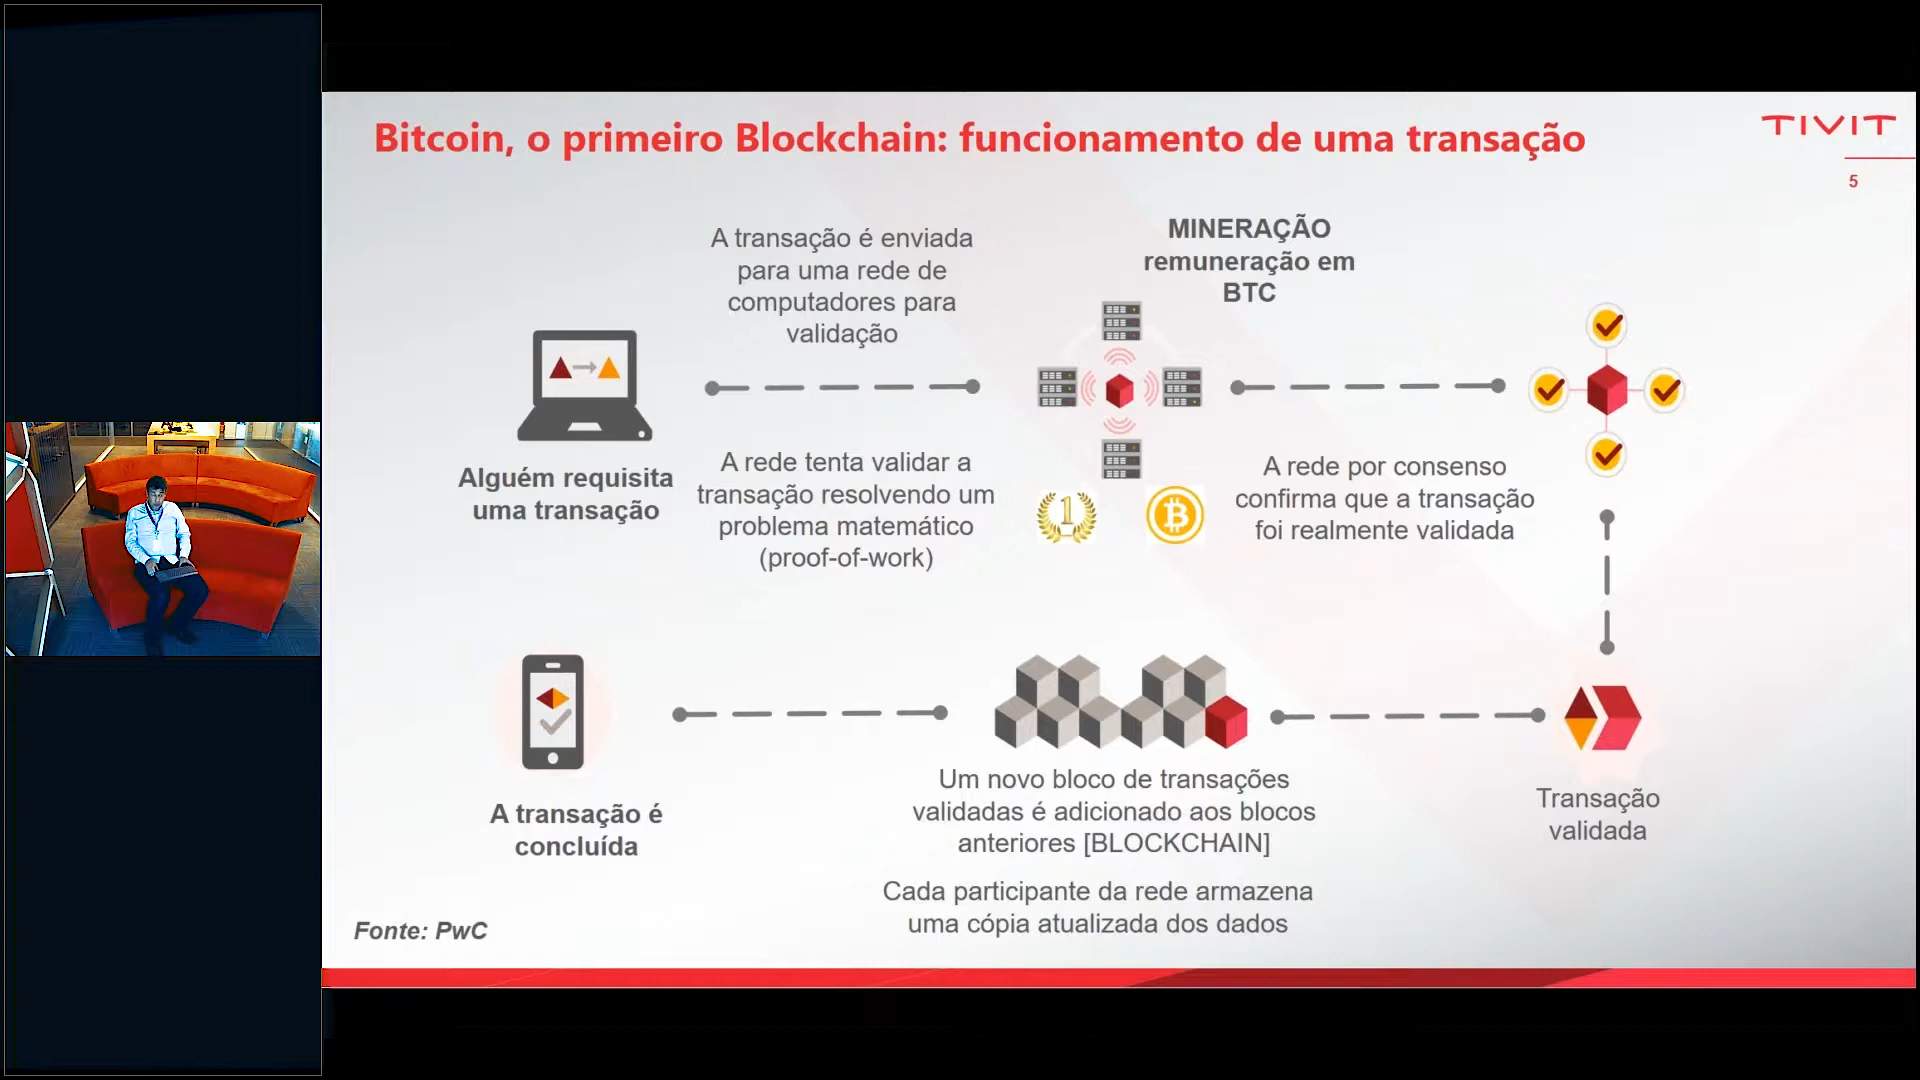 Bitcoin, o primeiro Blockchain: funcionamento de uma transação
TIVIT
5
A transação é enviada
para uma rede de
computadores para
validação
MINERAÇÃO
remuneração em
BTC
Alguém requisita
uma transação
A rede tenta validar a
transação resolvendo um
problema matemático
(proof-of-work)
1
A rede por consenso
confirma que a transação
foi realmente validada
A transação é
concluída
Um novo bloco de transações
validadas é adicionado aos blocos
anteriores [BLOCKCHAIN]
Cada participante da rede armazena
uma cópia atualizada dos dados
Transação
validada
Fonte: PwC